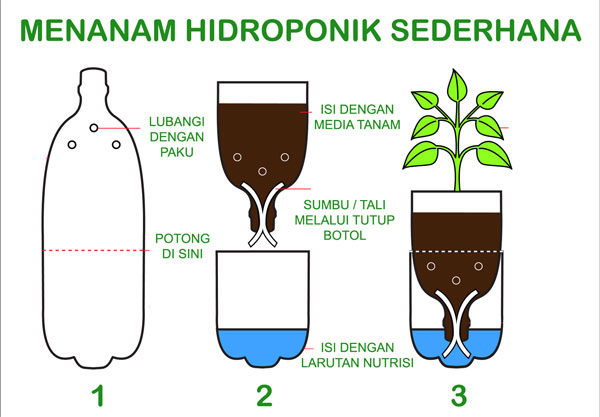 MENANAM HIDROPONIK SEDERHANA
LUBANGI
DENGAN
PAKU
POTONG
DI SINI
ISI DENGAN
MEDIA TANAM
SUMBU / TALI
MELALUI TUTUP
BOTOL
ISI DENGAN
LARUTAN NUTRISI
1
2
3